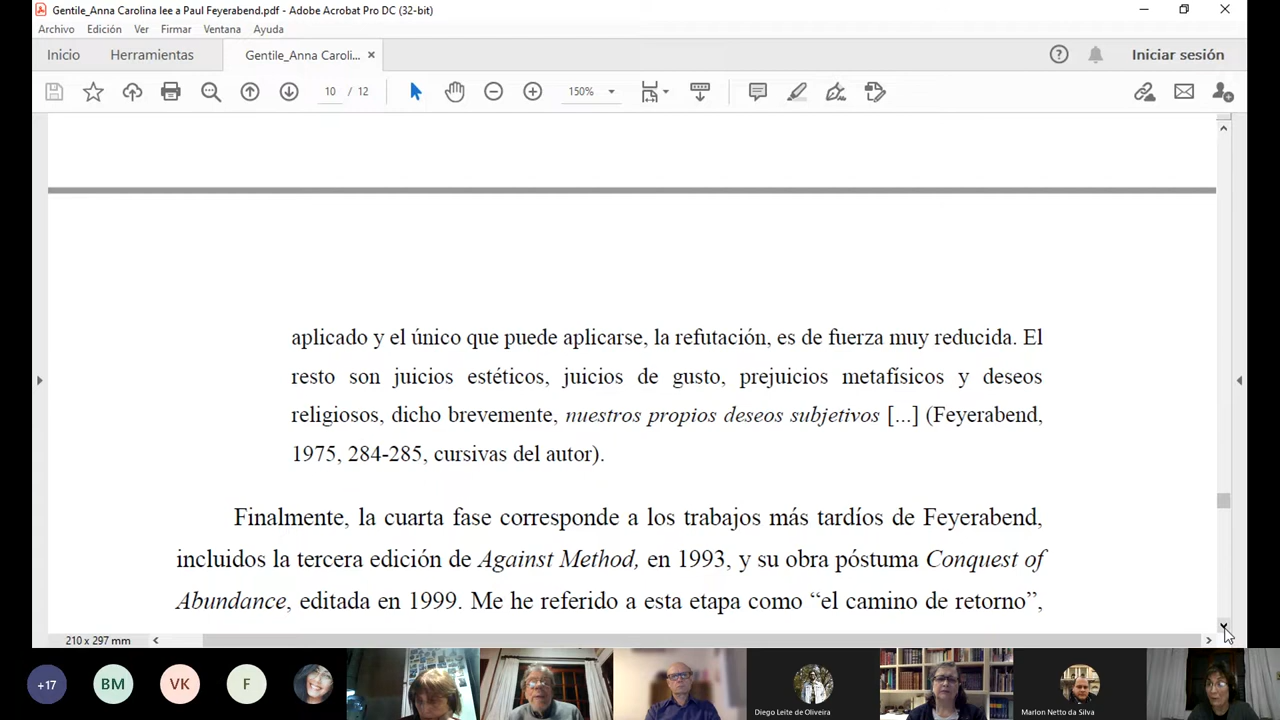 Gentile_Anna Carolina lee a Paul Feyerabend.pdf - Adobe Acrobat Pro DC (32-bit)
Archivo Edición Ver Firmar Ventana Ayuda
Inicio Herramientas Gentile_Anna Caroli... × Iniciar sesión
10 / 12 150%
aplicado y el único que puede aplicarse, la refutación, es de fuerza muy reducida. El
resto son juicios estéticos, juicios de gusto, prejuicios metafísicos y deseos
religiosos, dicho brevemente, nuestros propios deseos subjetivos [...] (Feyerabend,
1975, 284-285, cursivas del autor).
Finalmente, la cuarta fase corresponde a los trabajos más tardíos de Feyerabend,
incluidos la tercera edición de Against Method, en 1993, y su obra póstuma Conquest of
Abundance, editada en 1999. Me he referido a esta etapa como “el camino de retorno”,
210 x 297 mm
+17 BM VK F
Diego Leite de Oliveira Marlon Netto da Silva